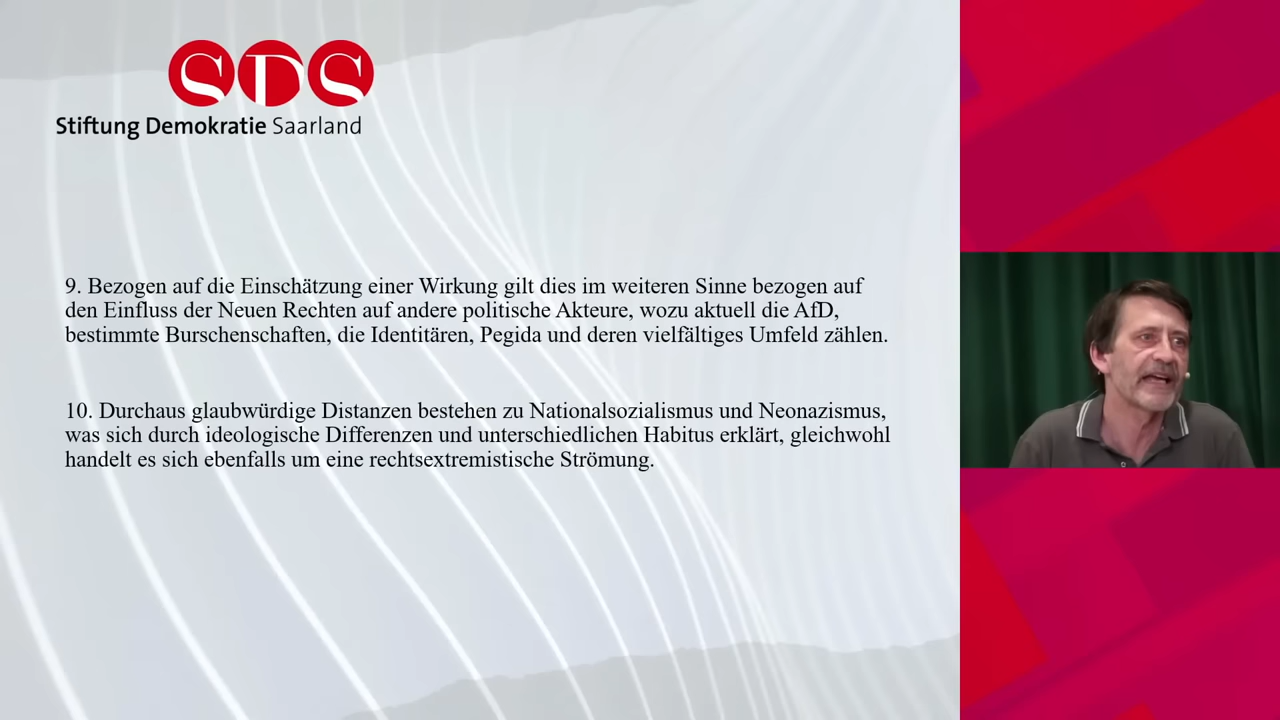 SDS
Stiftung Demokratie Saarland
9. Bezogen auf die Einschätzung einer Wirkung gilt dies im weiteren Sinne bezogen auf
den Einfluss der Neuen Rechten auf andere politische Akteure, wozu aktuell die AfD,
bestimmte Burschenschaften, die Identitären, Pegida und deren vielfältiges Umfeld zählen.
10. Durchaus glaubwürdige Distanzen bestehen zu Nationalsozialismus und Neonazismus,
was sich durch ideologische Differenzen und unterschiedlichen Habitus erklärt, gleichwohl
handelt es sich ebenfalls um eine rechtsextremistische Strömung.